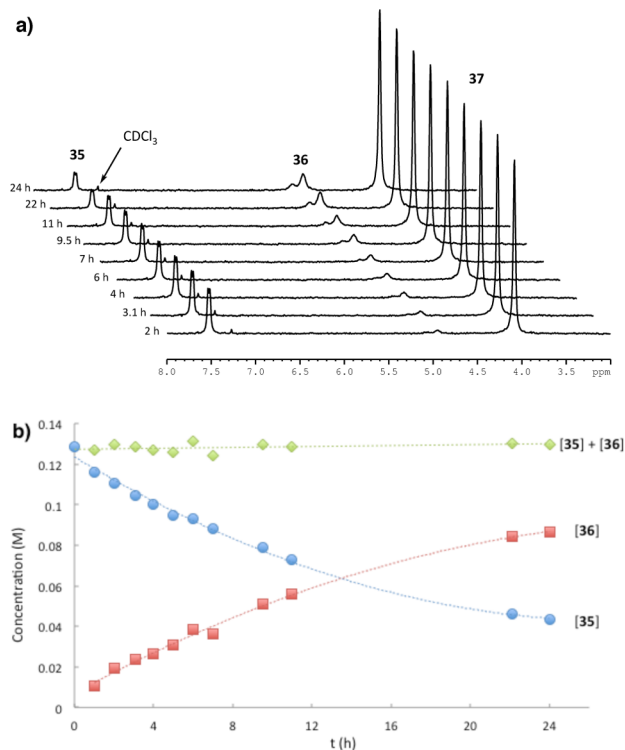 a)
37
CDCl3
35
36
24 h
22 h
11 h
9.5 h
7 h
6 h
4 h
3.1 h
2 h
8.0 7.5 7.0 6.5 6.0 5.5 5.0 4.5 4.0 3.5 ppm
b)
0.14
[35] + [36]
0.12
0.1
[36]
0.08
0.06
[35]
0.04
0.02
0
Concentration (M)
0 4 8 12 16 20 24
t (h)